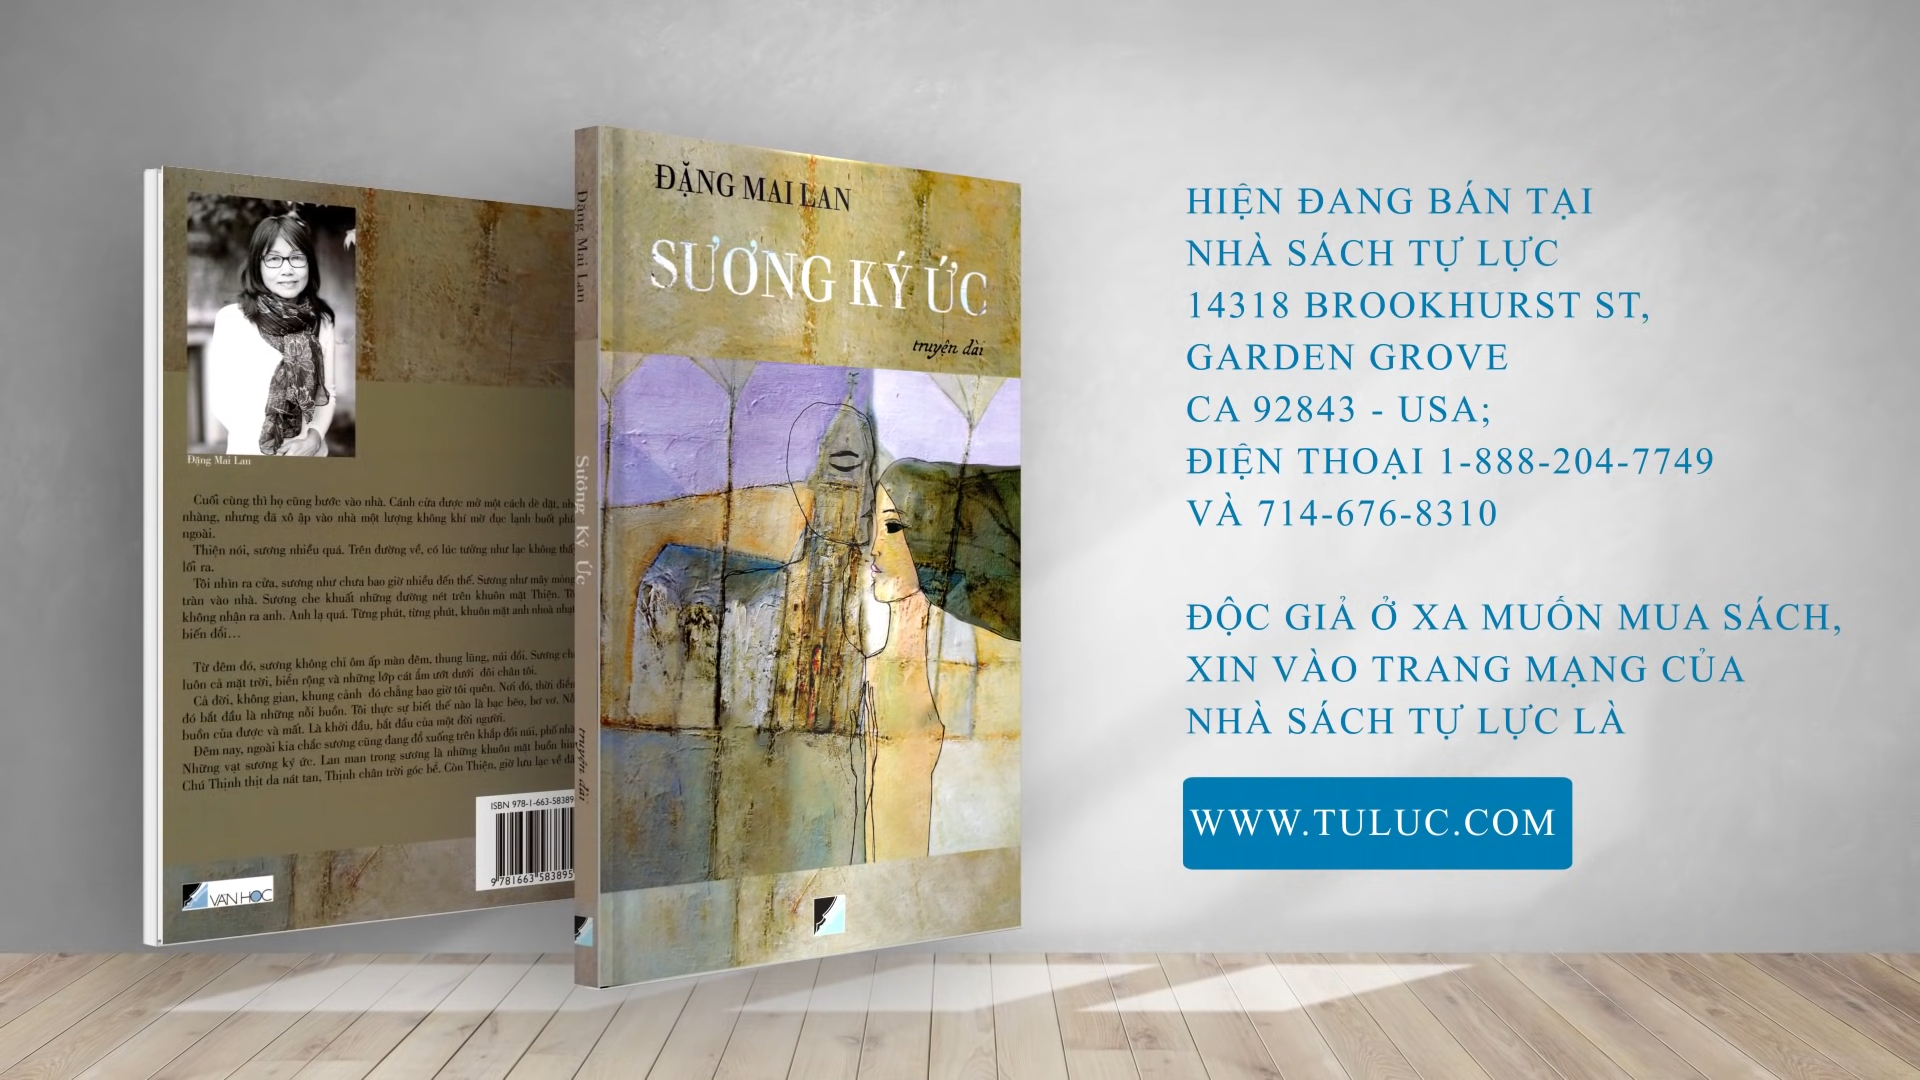 Đặng Mai Lan
Cuối cùng thì họ cũng bước vào nhà. Cánh cửa được mở một cách dè dặt,
nhàng, nhưng đã xô ập vào nhà một lượng không khí mờ đục lạnh buốt
ngoài.
Thiện nói, sương nhiều quá. Trên đường về, có lúc tưởng như lạc không
lối ra.
Tôi nhìn ra cửa, sương như chưa bao giờ nhiều đến thế. Sương như mây mỏng
tràn vào nhà. Sương che khuất những đường nét trên khuôn mặt Thiện.
không nhận ra anh. Anh lạ quá. Từng phút, từng phút, khuôn mặt anh nhoà nhạt
biến đổi...
Từ đêm đó, sương không chỉ ôm ấp màn đêm, thung lũng, núi đồi. Sương
luôn cả mặt trời, biển rộng và những lớp cát ẩm ướt dưới đôi chân tôi.
Cả đời, không gian, khung cảnh đó chẳng bao giờ tôi quên. Nơi đó, thời điểm
đó bắt đầu là những nỗi buồn. Tôi thực sự biết thế nào là bạc bẽo, bơ vơ.
buồn của được và mất. Là khởi đầu, bắt đầu của một đời người.
Đêm nay, ngoài kia chắc sương cũng đang đổ xuống trên khắp đồi núi, phố
Những vạt sương ký ức. Lan man trong sương là những khuôn mặt buồn
Chú Thịnh thịt da nát tan, Thịnh chân trời góc bể. Còn Thiện, giờ lưu lạc về
ISBN 978-1-663-58389
9 781663 583895
VĂN HỌC
Đặng Mai Lan
Sương Ký Ức
truyện dài
ĐẶNG MAI LAN
SƯƠNG KÝ ỨC
truyện dài
HIỆN ĐANG BÁN TẠI
NHÀ SÁCH TỰ LỰC
14318 BROOKHURST ST,
GARDEN GROVE
CA 92843 - USA;
ĐIỆN THOẠI 1-888-204-7749
VÀ 714-676-8310
ĐỘC GIẢ Ở XA MUỐN MUA SÁCH,
XIN VÀO TRANG MẠNG CỦA
NHÀ SÁCH TỰ LỰC LÀ
WWW.TULUC.COM